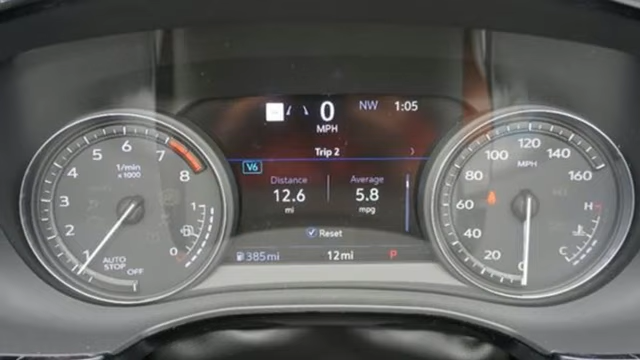 5 6 7 8
4
3
2
1
1/min
x1000
AUTO
STOP
OFF
1
0
0 NW 1:05
MPH
Trip 2
V6
Distance Average
12.6 5.8
mi mpg
Reset
385mi 12mi P
100 120 140
80 MPH 160
60
40
20
0
H
C